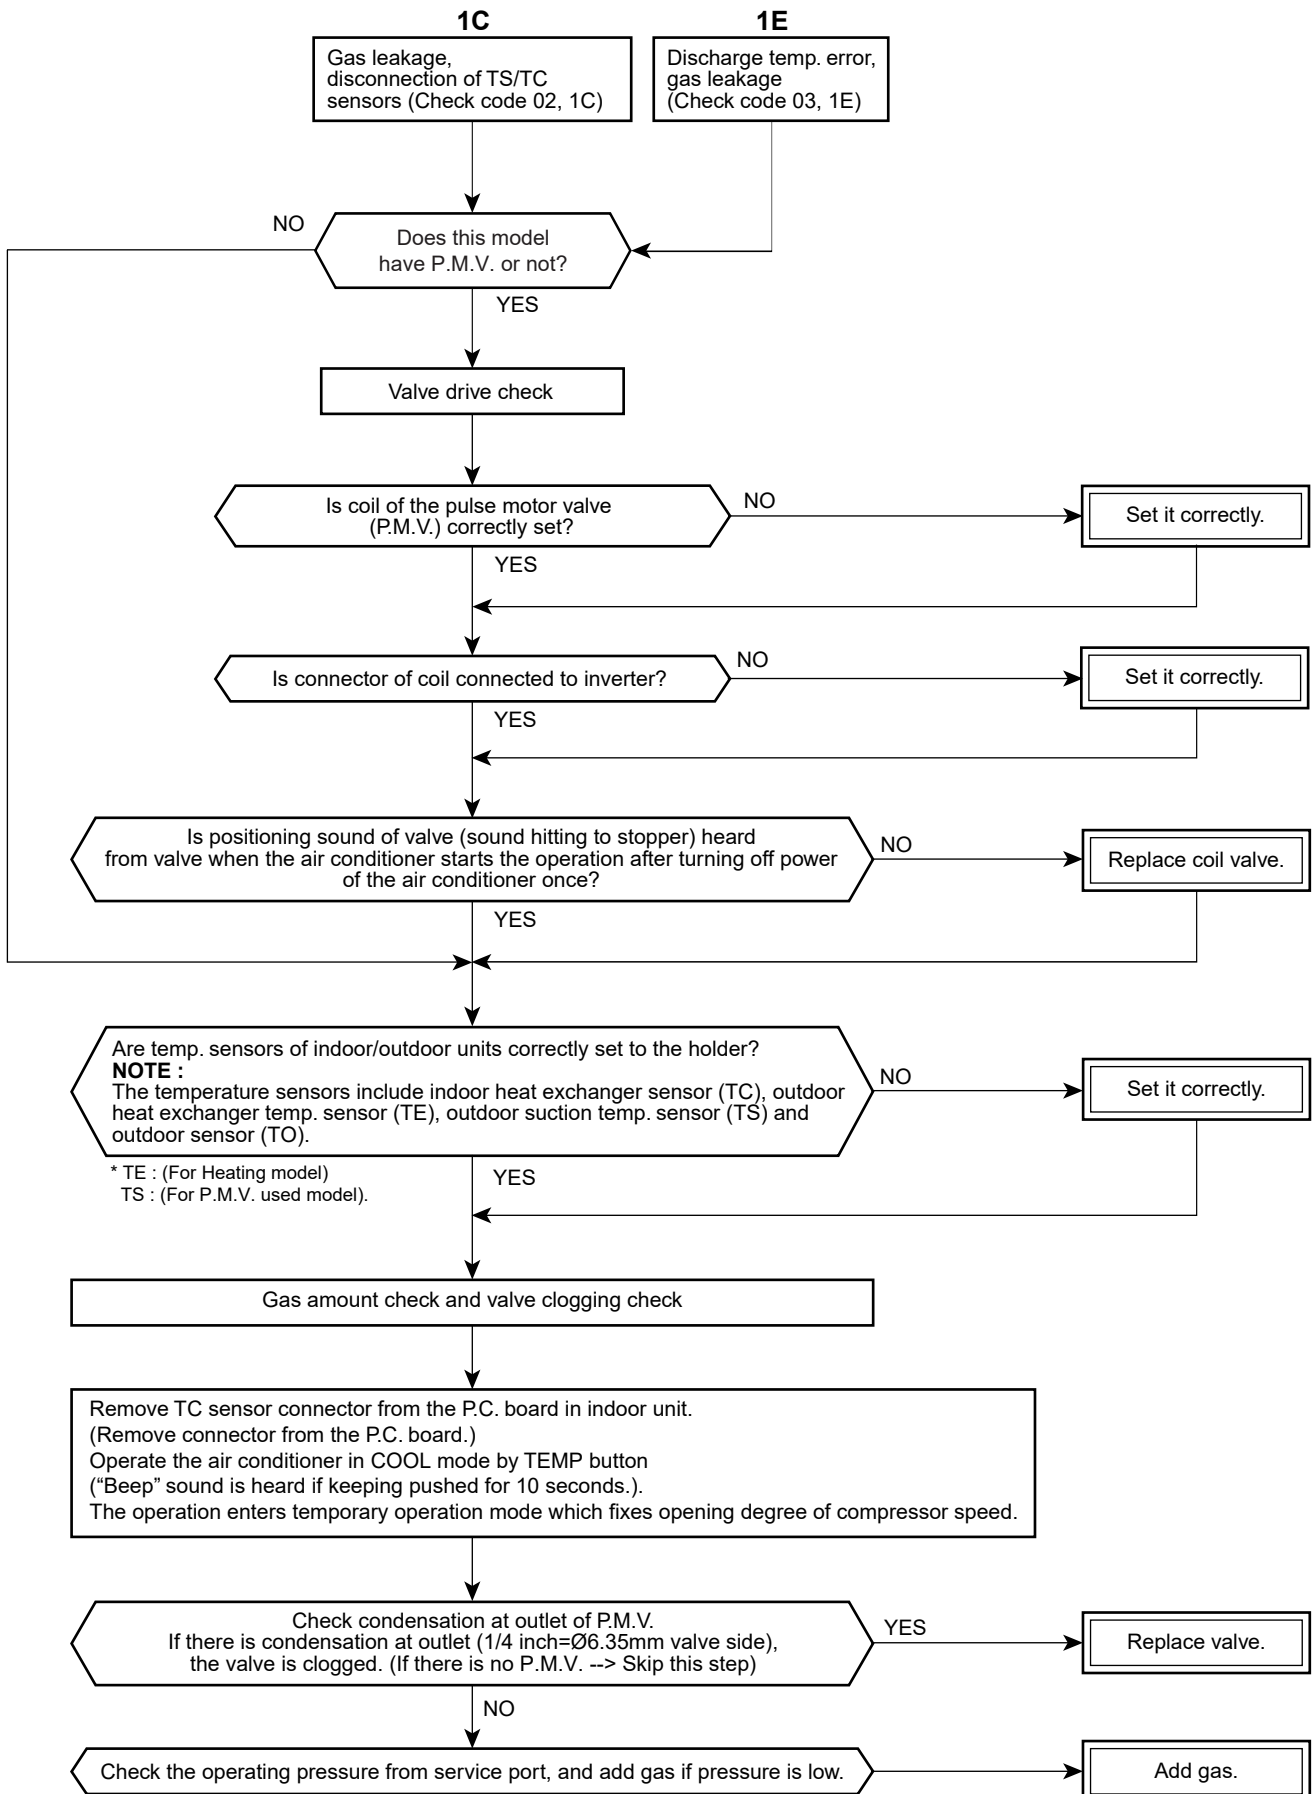 1C
1E
Gas leakage,
disconnection of TS/TC
sensors (Check code 02, 1C)
Discharge temp. error,
gas leakage
(Check code 03, 1E)
NO
Does this model
have P.M.V. or not?
YES
Valve drive check
Is coil of the pulse motor valve
(P.M.V.) correctly set?
NO
Set it correctly.
YES
Is connector of coil connected to inverter?
NO
Set it correctly.
YES
Is positioning sound of valve (sound hitting to stopper) heard
from valve when the air conditioner starts the operation after turning off power
of the air conditioner once?
NO
Replace coil valve.
YES
Are temp. sensors of indoor/outdoor units correctly set to the holder?
NOTE :
The temperature sensors include indoor heat exchanger sensor (TC), outdoor
heat exchanger temp. sensor (TE), outdoor suction temp. sensor (TS) and
outdoor sensor (TO).
NO
Set it correctly.
* TE : (For Heating model)
TS : (For P.M.V. used model).
YES
Gas amount check and valve clogging check
Remove TC sensor connector from the P.C. board in indoor unit.
(Remove connector from the P.C. board.)
Operate the air conditioner in COOL mode by TEMP button
(“Beep” sound is heard if keeping pushed for 10 seconds.).
The operation enters temporary operation mode which fixes opening degree of compressor speed.
Check condensation at outlet of P.M.V.
If there is condensation at outlet (1/4 inch=Ø6.35mm valve side),
the valve is clogged. (If there is no P.M.V. --> Skip this step)
YES
Replace valve.
NO
Check the operating pressure from service port, and add gas if pressure is low.
Add gas.